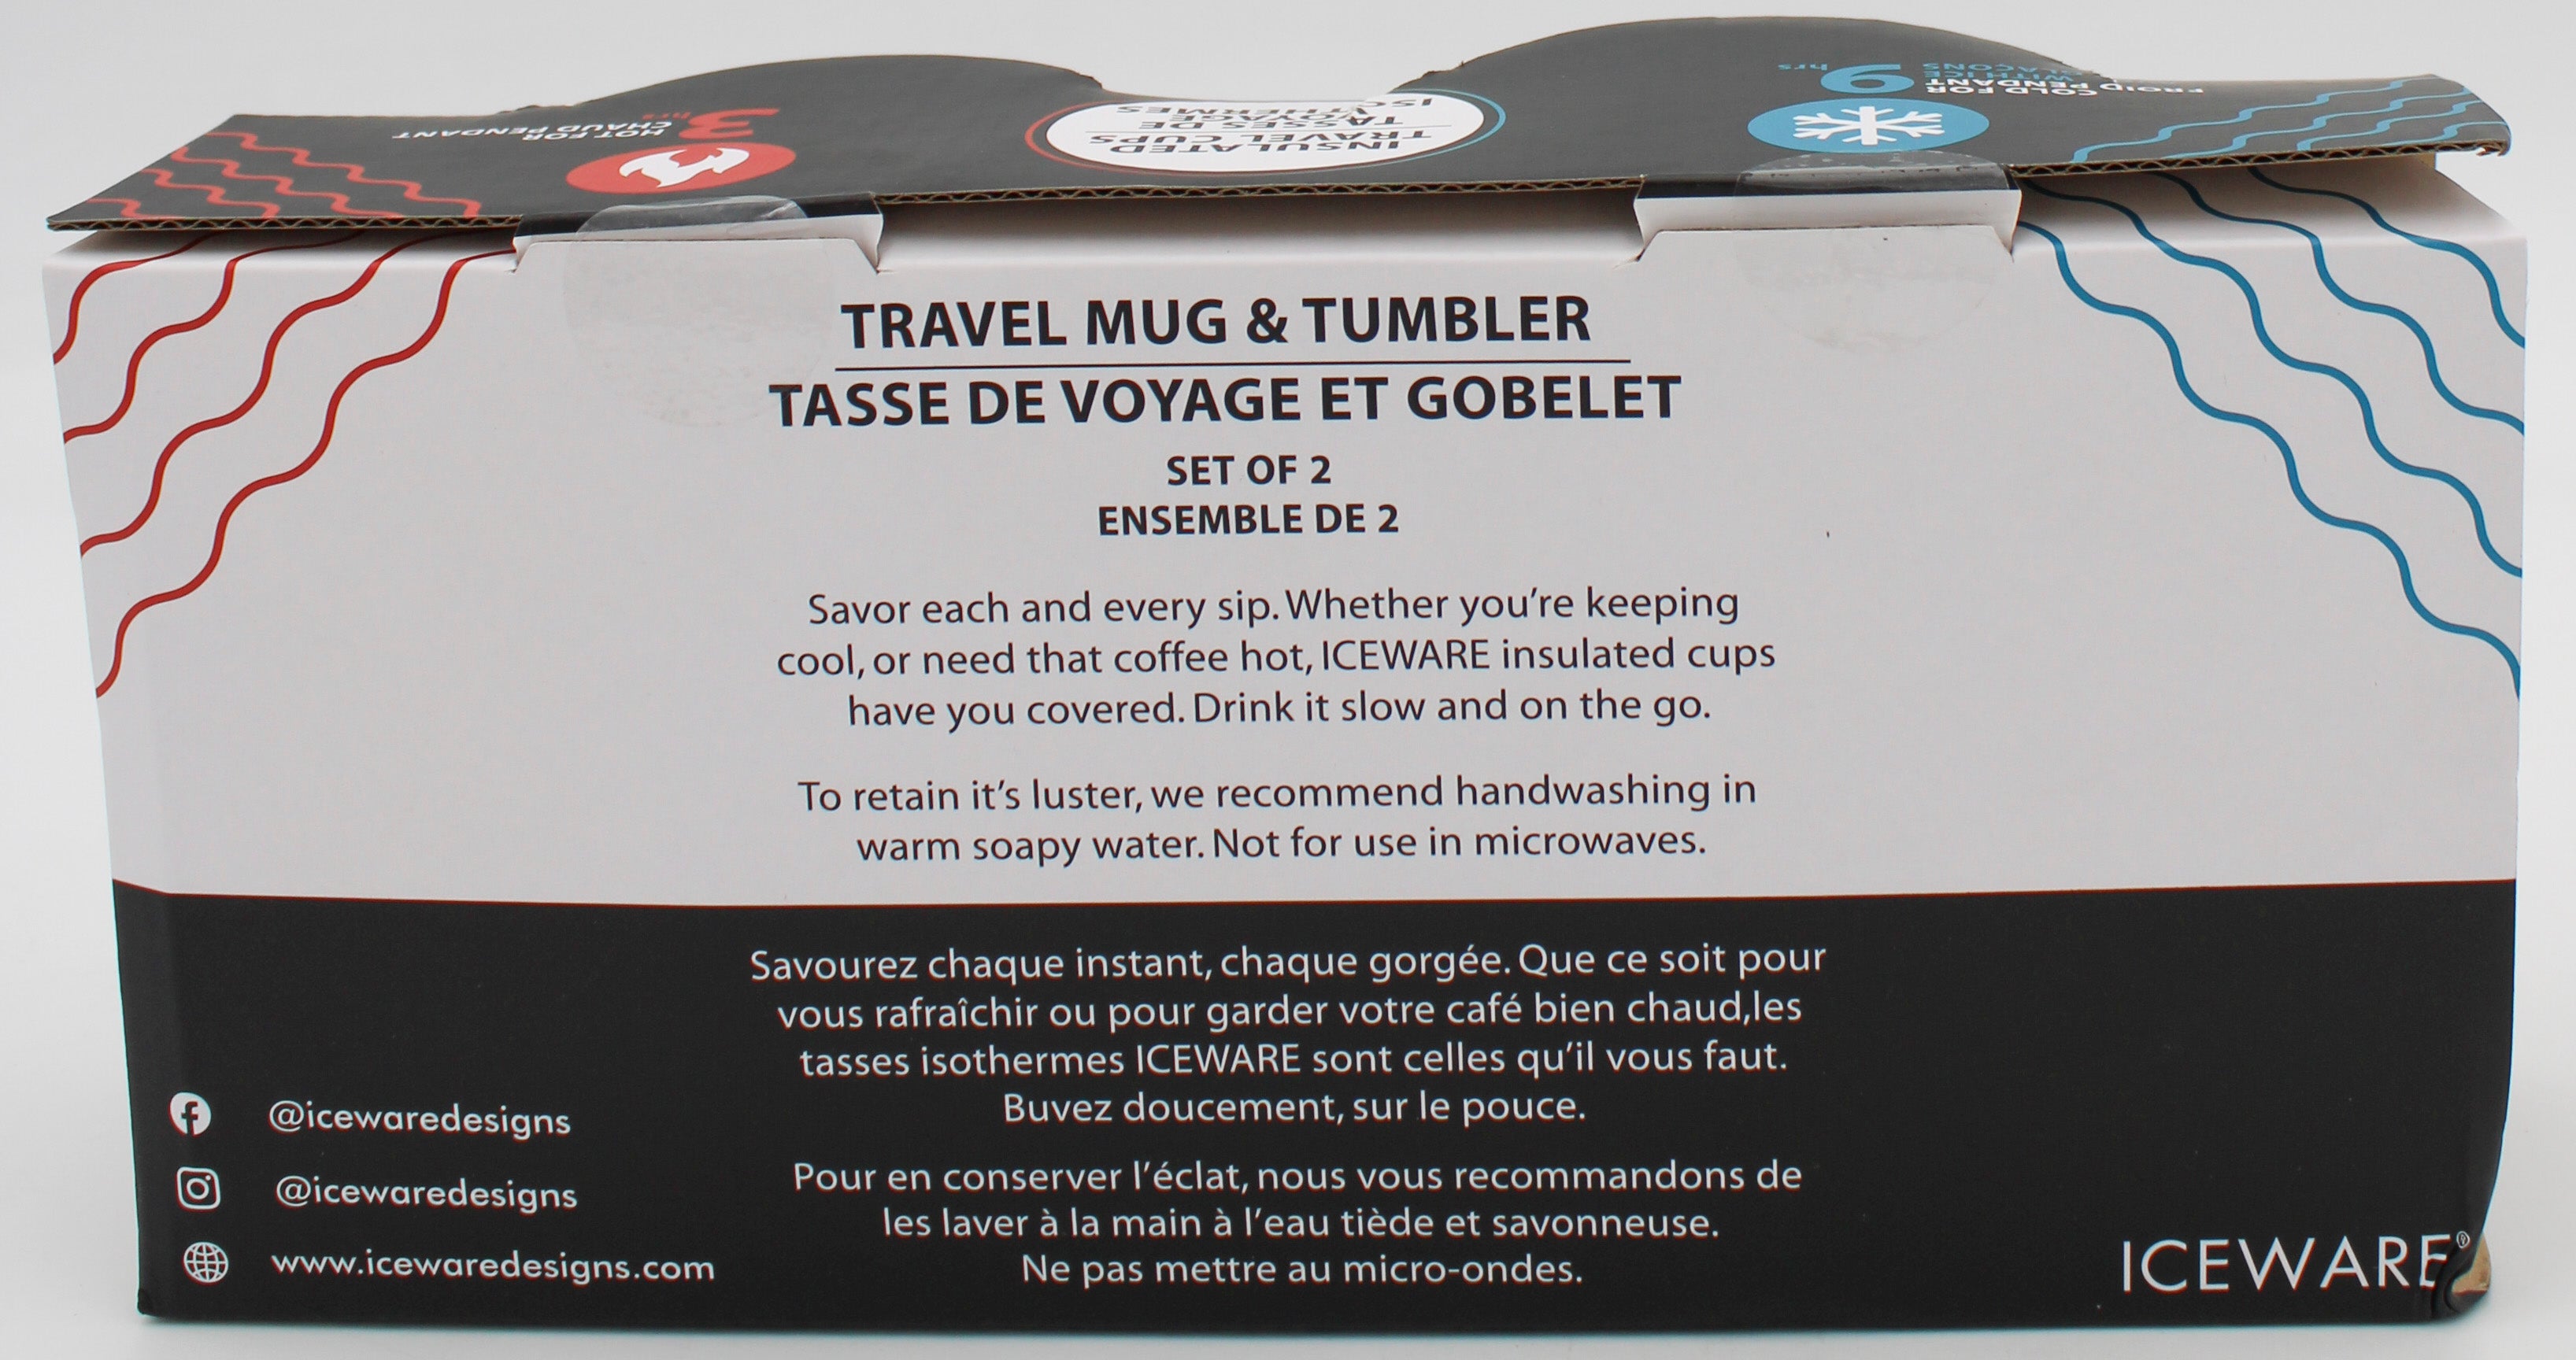 HOT FOR
CHAUD PENDANT
3 hrs
INSULATED
TRAVEL CUPS
TASSES DE
VOYAGE
COLD FOR
FROID PENDANT
WITH ICE
9 hrs
TRAVEL MUG & TUMBLER
TASSE DE VOYAGE ET GOBELET
SET OF 2
ENSEMBLE DE 2
Savor each and every sip. Whether you're keeping
cool, or need that coffee hot, ICEWARE insulated cups
have you covered. Drink it slow and on the go.
To retain it's luster, we recommend handwashing in
warm soapy water. Not for use in microwaves.
Savourez chaque instant, chaque gorgée. Que ce soit pour
vous rafraîchir ou pour garder votre café bien chaud,les
tasses isothermes ICEWARE sont celles qu'il vous faut.
Buvez doucement, sur le pouce.
Pour en conserver l'éclat, nous vous recommandons de
les laver à la main à l'eau tiède et savonneuse.
Ne pas mettre au micro-ondes.
@icewaredesigns
@icewaredesigns
www.icewaredesigns.com
ICEWARE®